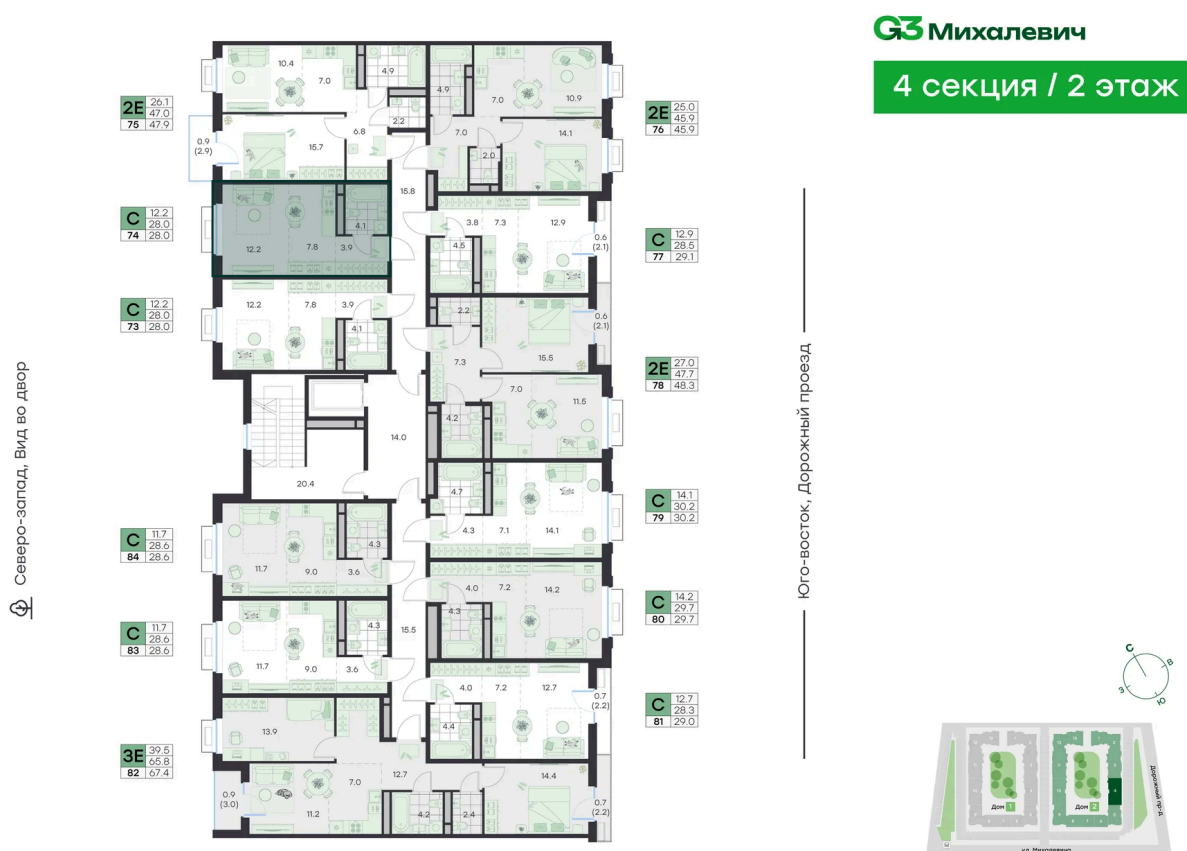 G3 Михалевич
4 секция / 2 этаж
2Е 26.1
47.0
75 47.9
С 12.2
28.0
74 28.0
С 12.2
28.0
73 28.0
С 11.7
28.6
84 28.6
С 11.7
28.6
83 28.6
3Е 39.5
65.8
82 67.4
2Е 25.0
45.9
76 45.9
С 12.9
28.5
77 29.1
2Е 27.0
47.7
78 48.3
С 14.1
30.2
79 30.2
С 14.2
29.7
80 29.7
С 12.7
28.3
81 29.0
10.4 7.0 4.9
2.2
6.8
15.7
0.9
(2.9)
4.9 7.0 10.9
7.0 14.1
2.0
15.8
12.2 7.8 3.9 4.1
3.8 7.3 12.9
4.5
0.6
(2.1)
12.2 7.8 3.9
4.1
2.2
0.6
(2.1)
7.3 15.5
7.0 11.5
4.2
14.0
20.4
4.7
4.3 7.1 14.1
4.3
11.7 9.0 3.6
4.0 7.2 14.2
4.3
4.3
15.5
11.7 9.0 3.6
4.0 7.2 12.7
4.4
0.7
(2.2)
13.9
12.7
7.0
11.2
0.9
(3.0)
4.2 2.4
14.4
0.7
(2.2)
Северо-запад, Вид во двор
Юго-восток, Дорожный проезд
С
В
З
Ю
Дом 1
Дом 2
4
Дорожный пр-д
ул. Михалевича